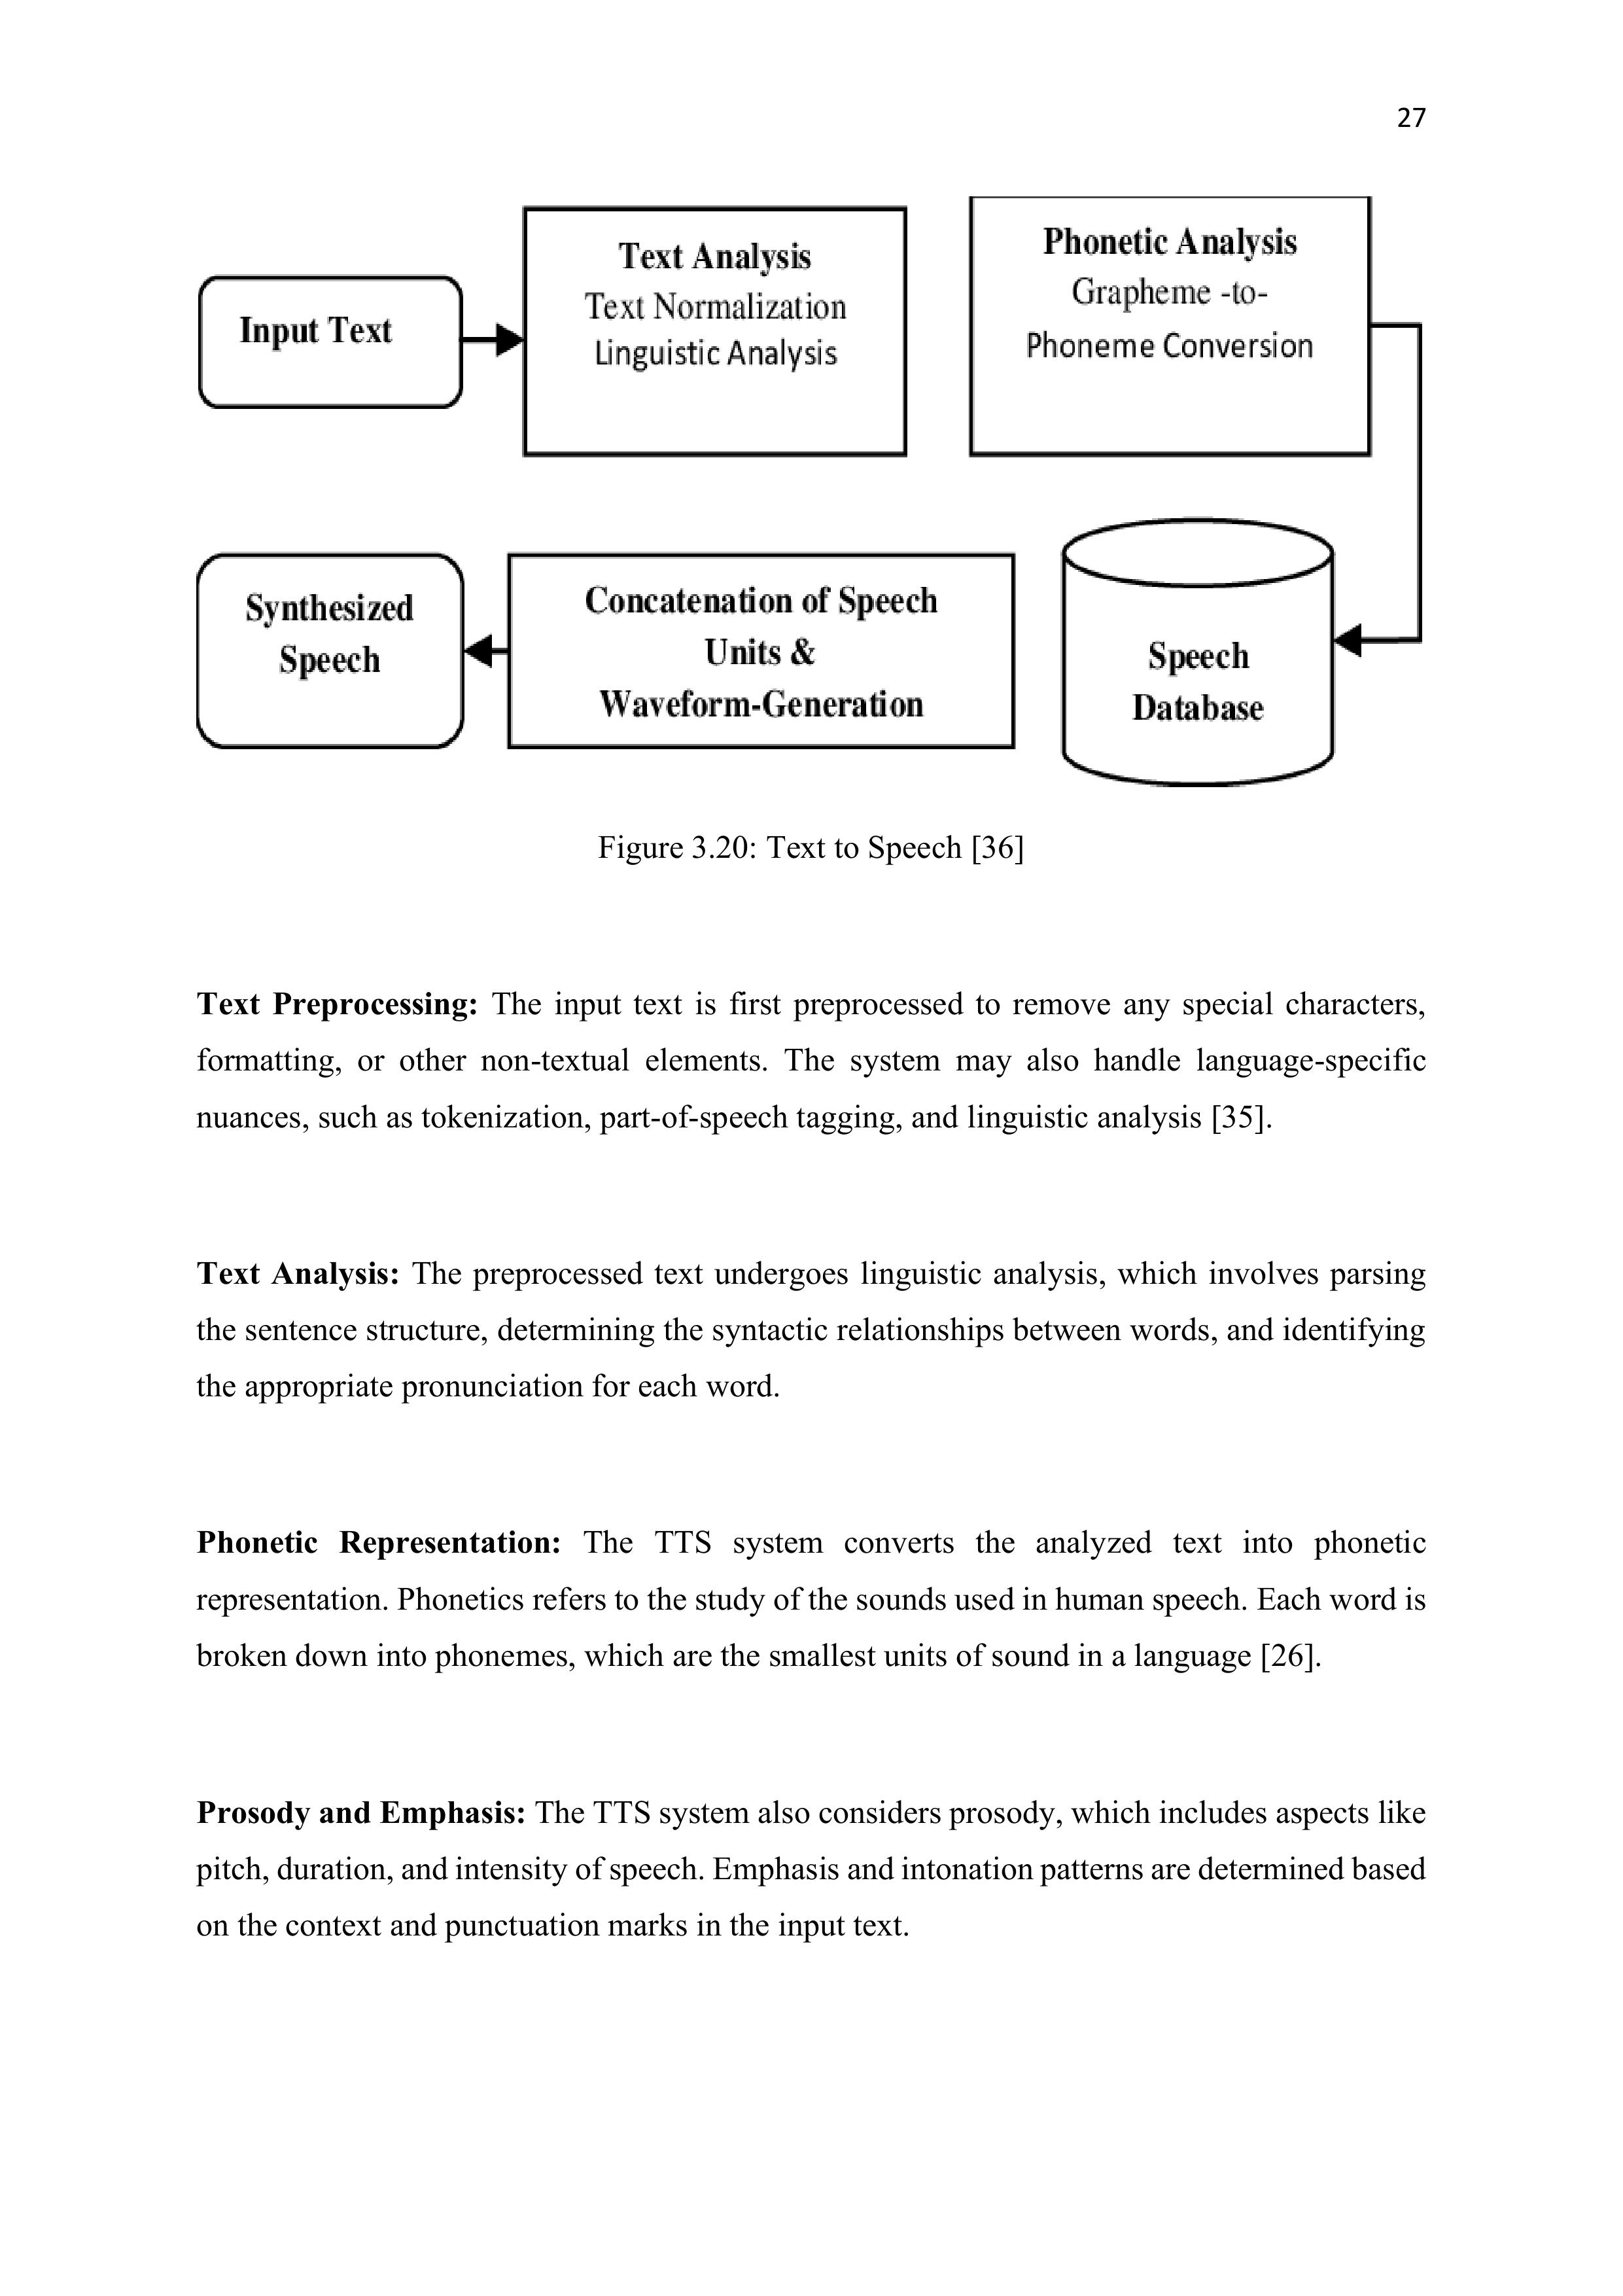 27
Input Text
Text Analysis
Text Normalization
Linguistic Analysis
Phonetic Analysis
Grapheme -to-
Phoneme Conversion
Synthesized
Speech
Concatenation of Speech
Units &
Waveform-Generation
Speech
Database
Figure 3.20: Text to Speech [36]
Text Preprocessing: The input text is first preprocessed to remove any special characters,
formatting, or other non-textual elements. The system may also handle language-specific
nuances, such as tokenization, part-of-speech tagging, and linguistic analysis [35].
Text Analysis: The preprocessed text undergoes linguistic analysis, which involves parsing
the sentence structure, determining the syntactic relationships between words, and identifying
the appropriate pronunciation for each word.
Phonetic Representation: The TTS system converts the analyzed text into phonetic
representation. Phonetics refers to the study of the sounds used in human speech. Each word is
broken down into phonemes, which are the smallest units of sound in a language [26].
Prosody and Emphasis: The TTS system also considers prosody, which includes aspects like
pitch, duration, and intensity of speech. Emphasis and intonation patterns are determined based
on the context and punctuation marks in the input text.